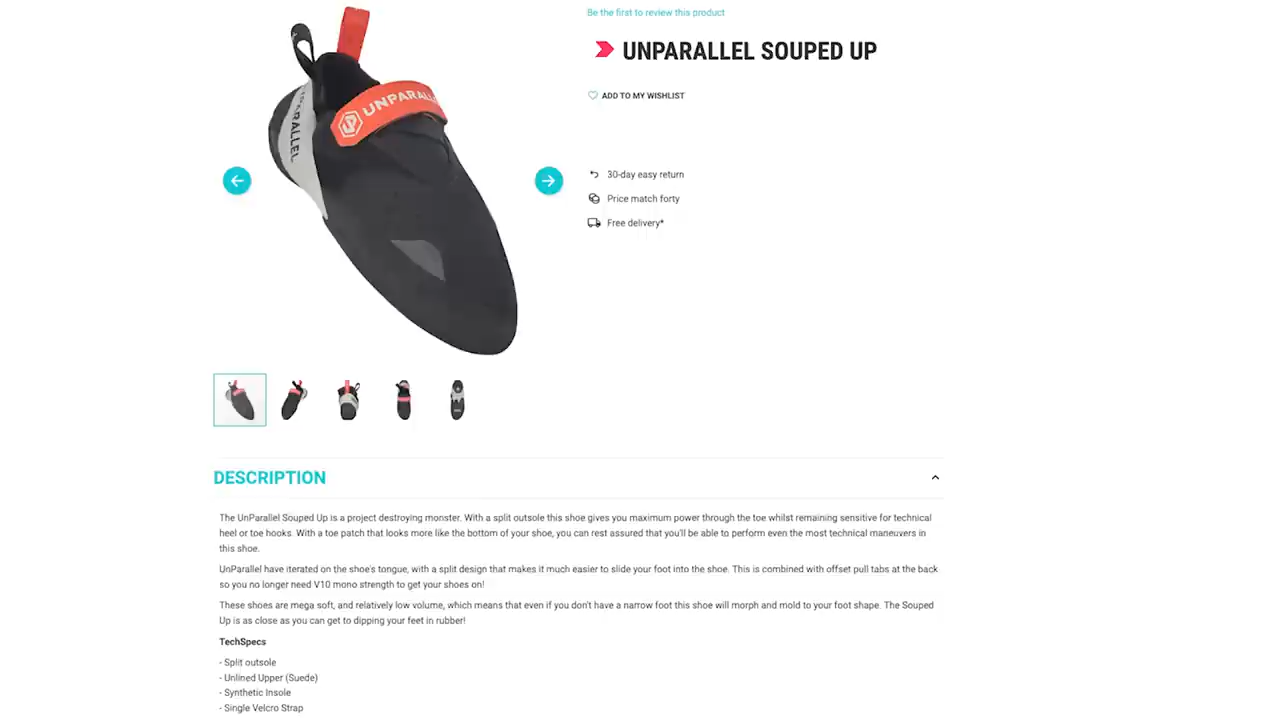 Be the first to review this product
UNPARALLEL SOUPED UP
ADD TO MY WISHLIST
UNPARALL
PARALLEL
30-day easy return
Price match forty
Free delivery*
DESCRIPTION
The UnParallel Souped Up is a project destroying monster. With a split outsole this shoe gives you maximum power through the toe whilst remaining sensitive for technical
heel or toe hooks. With a toe patch that looks more like the bottom of your shoe, you can rest assured that you'll be able to perform even the most technical maneuvers in
this shoe.
UnParallel have iterated on the shoe's tongue, with a split design that makes it much easier to slide your foot into the shoe. This is combined with offset pull tabs at the back
so you no longer need V10 mono strength to get your shoes on!
These shoes are mega soft, and relatively low volume, which means that even if you don't have a narrow foot this shoe will morph and mold to your foot shape. The Souped
Up is as close as you can get to dipping your feet in rubber!
TechSpecs
- Split outsole
- Unlined Upper (Suede)
- Synthetic Insole
- Single Velcro Strap